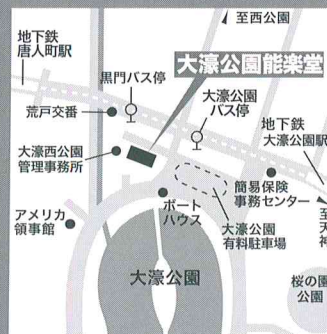 至西公園
地下鉄
唐人町駅
黒門バス停
大濠公園能楽堂
荒戸交番
大濠公園
バス停
大濠西公園
管理事務所
地下鉄
大濠公園駅
ボート
ハウス
簡易保険
事務センター
アメリカ
領事館
大濠公園
有料駐車場
至天神
大濠公園
桜の園
公園